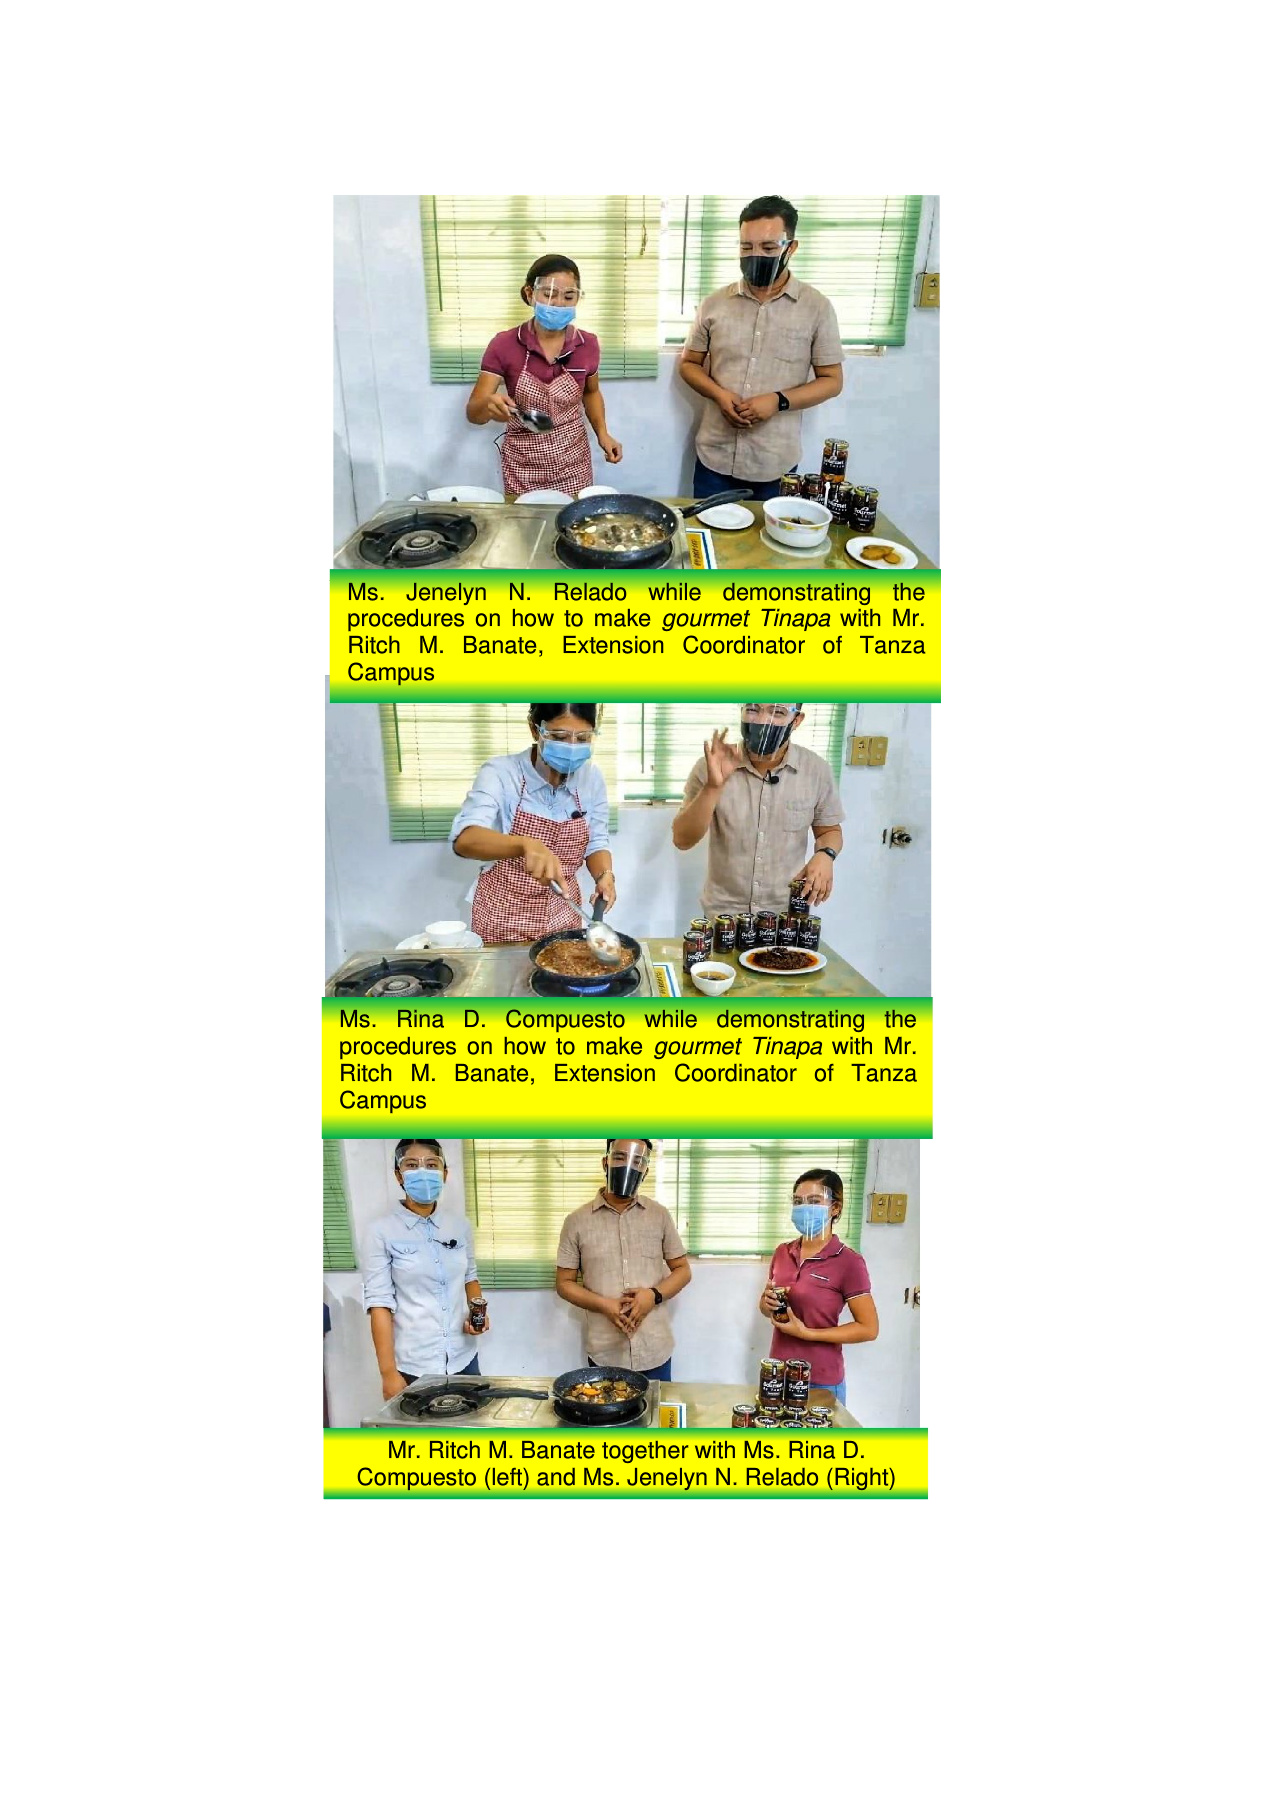 Ms. Jenelyn N. Relado while demonstrating the
procedures on how to make gourmet Tinapa with Mr.
Ritch M. Banate, Extension Coordinator of Tanza
Campus
Ms. Rina D. Compuesto while demonstrating the
procedures on how to make gourmet Tinapa with Mr.
Ritch M. Banate, Extension Coordinator of Tanza
Campus
Mr. Ritch M. Banate together with Ms. Rina D.
Compuesto (left) and Ms. Jenelyn N. Relado (Right)